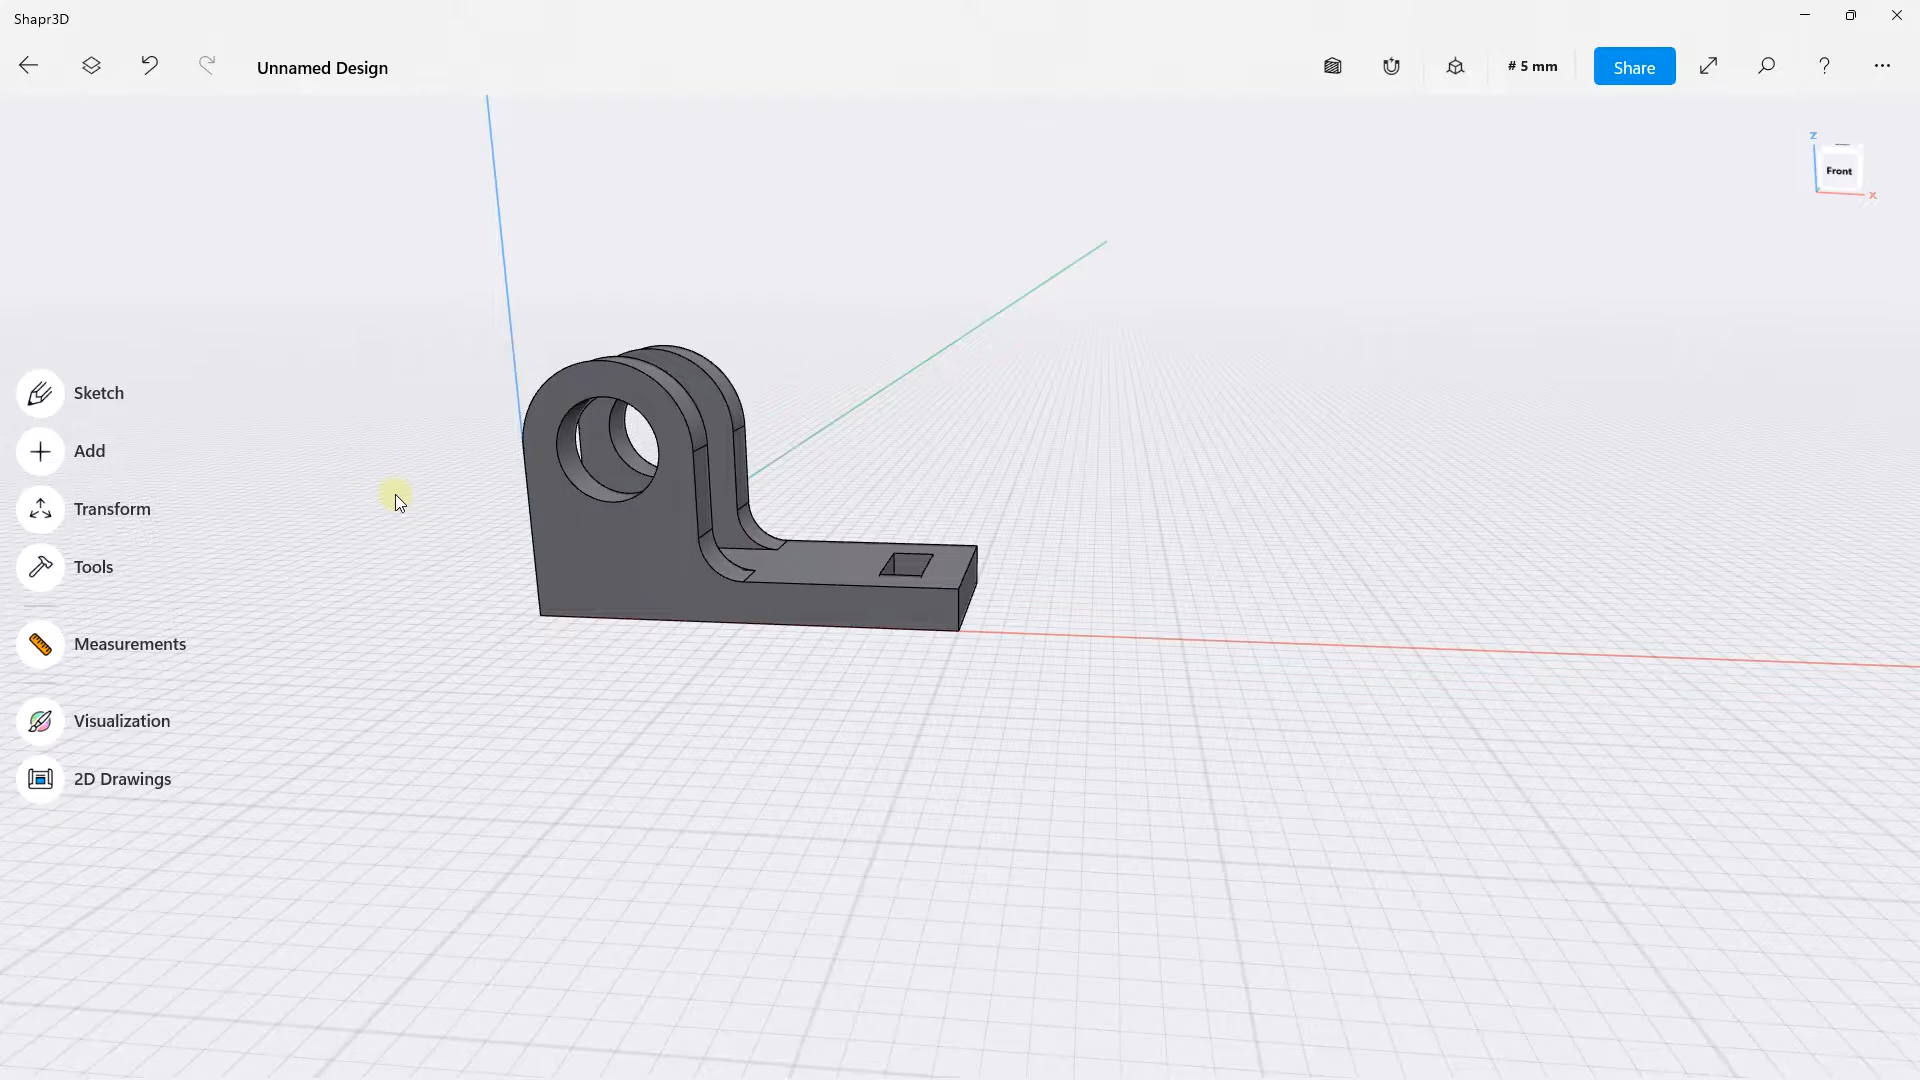 Shapr3D
Unnamed Design
# 5 mm
Share
?
Z
Front
X
Sketch
Add
Transform
Tools
Measurements
Visualization
2D Drawings